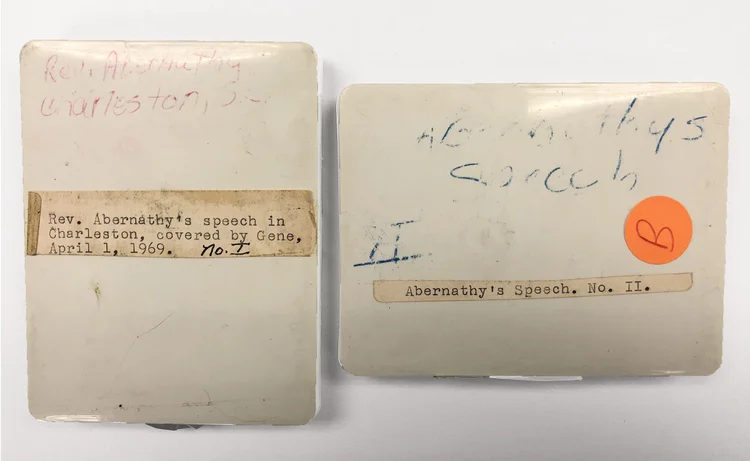 Rev. Abernathy
Charleston, S.C.
Rev. Abernathy's speech in
Charleston, covered by Gene,
April 1, 1969. no. I
Abernathys
Speech
II
B
Abernathy's Speech. No. II.